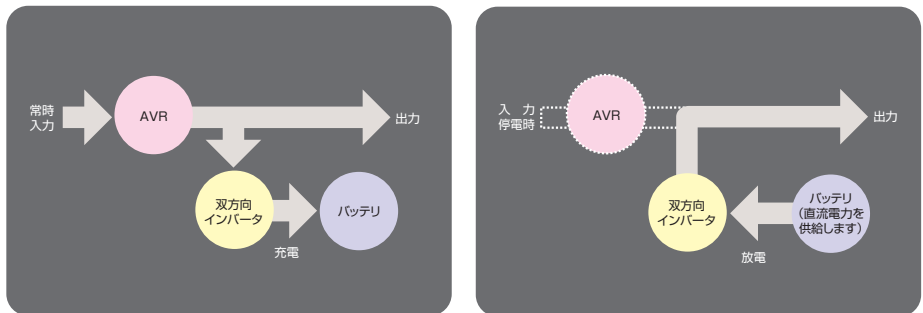 常時
入力
AVR
出力
双方向
インバータ
バッテリ
充電
入 力
停電時
AVR
出力
双方向
インバータ
バッテリ
（直流電力を
供給します）
放電